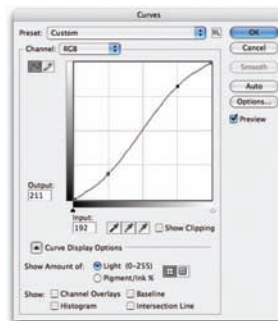 Curves
Preset: Custom
OK
Channel: RGB
Cancel
Smooth
Auto
Options...
Preview
Output:
211
Input:
192
Show Clipping
Curve Display Options
Show Amount of: Light (0-255)
Pigment/Ink %
Show: Channel Overlays Baseline
Histogram Intersection Line